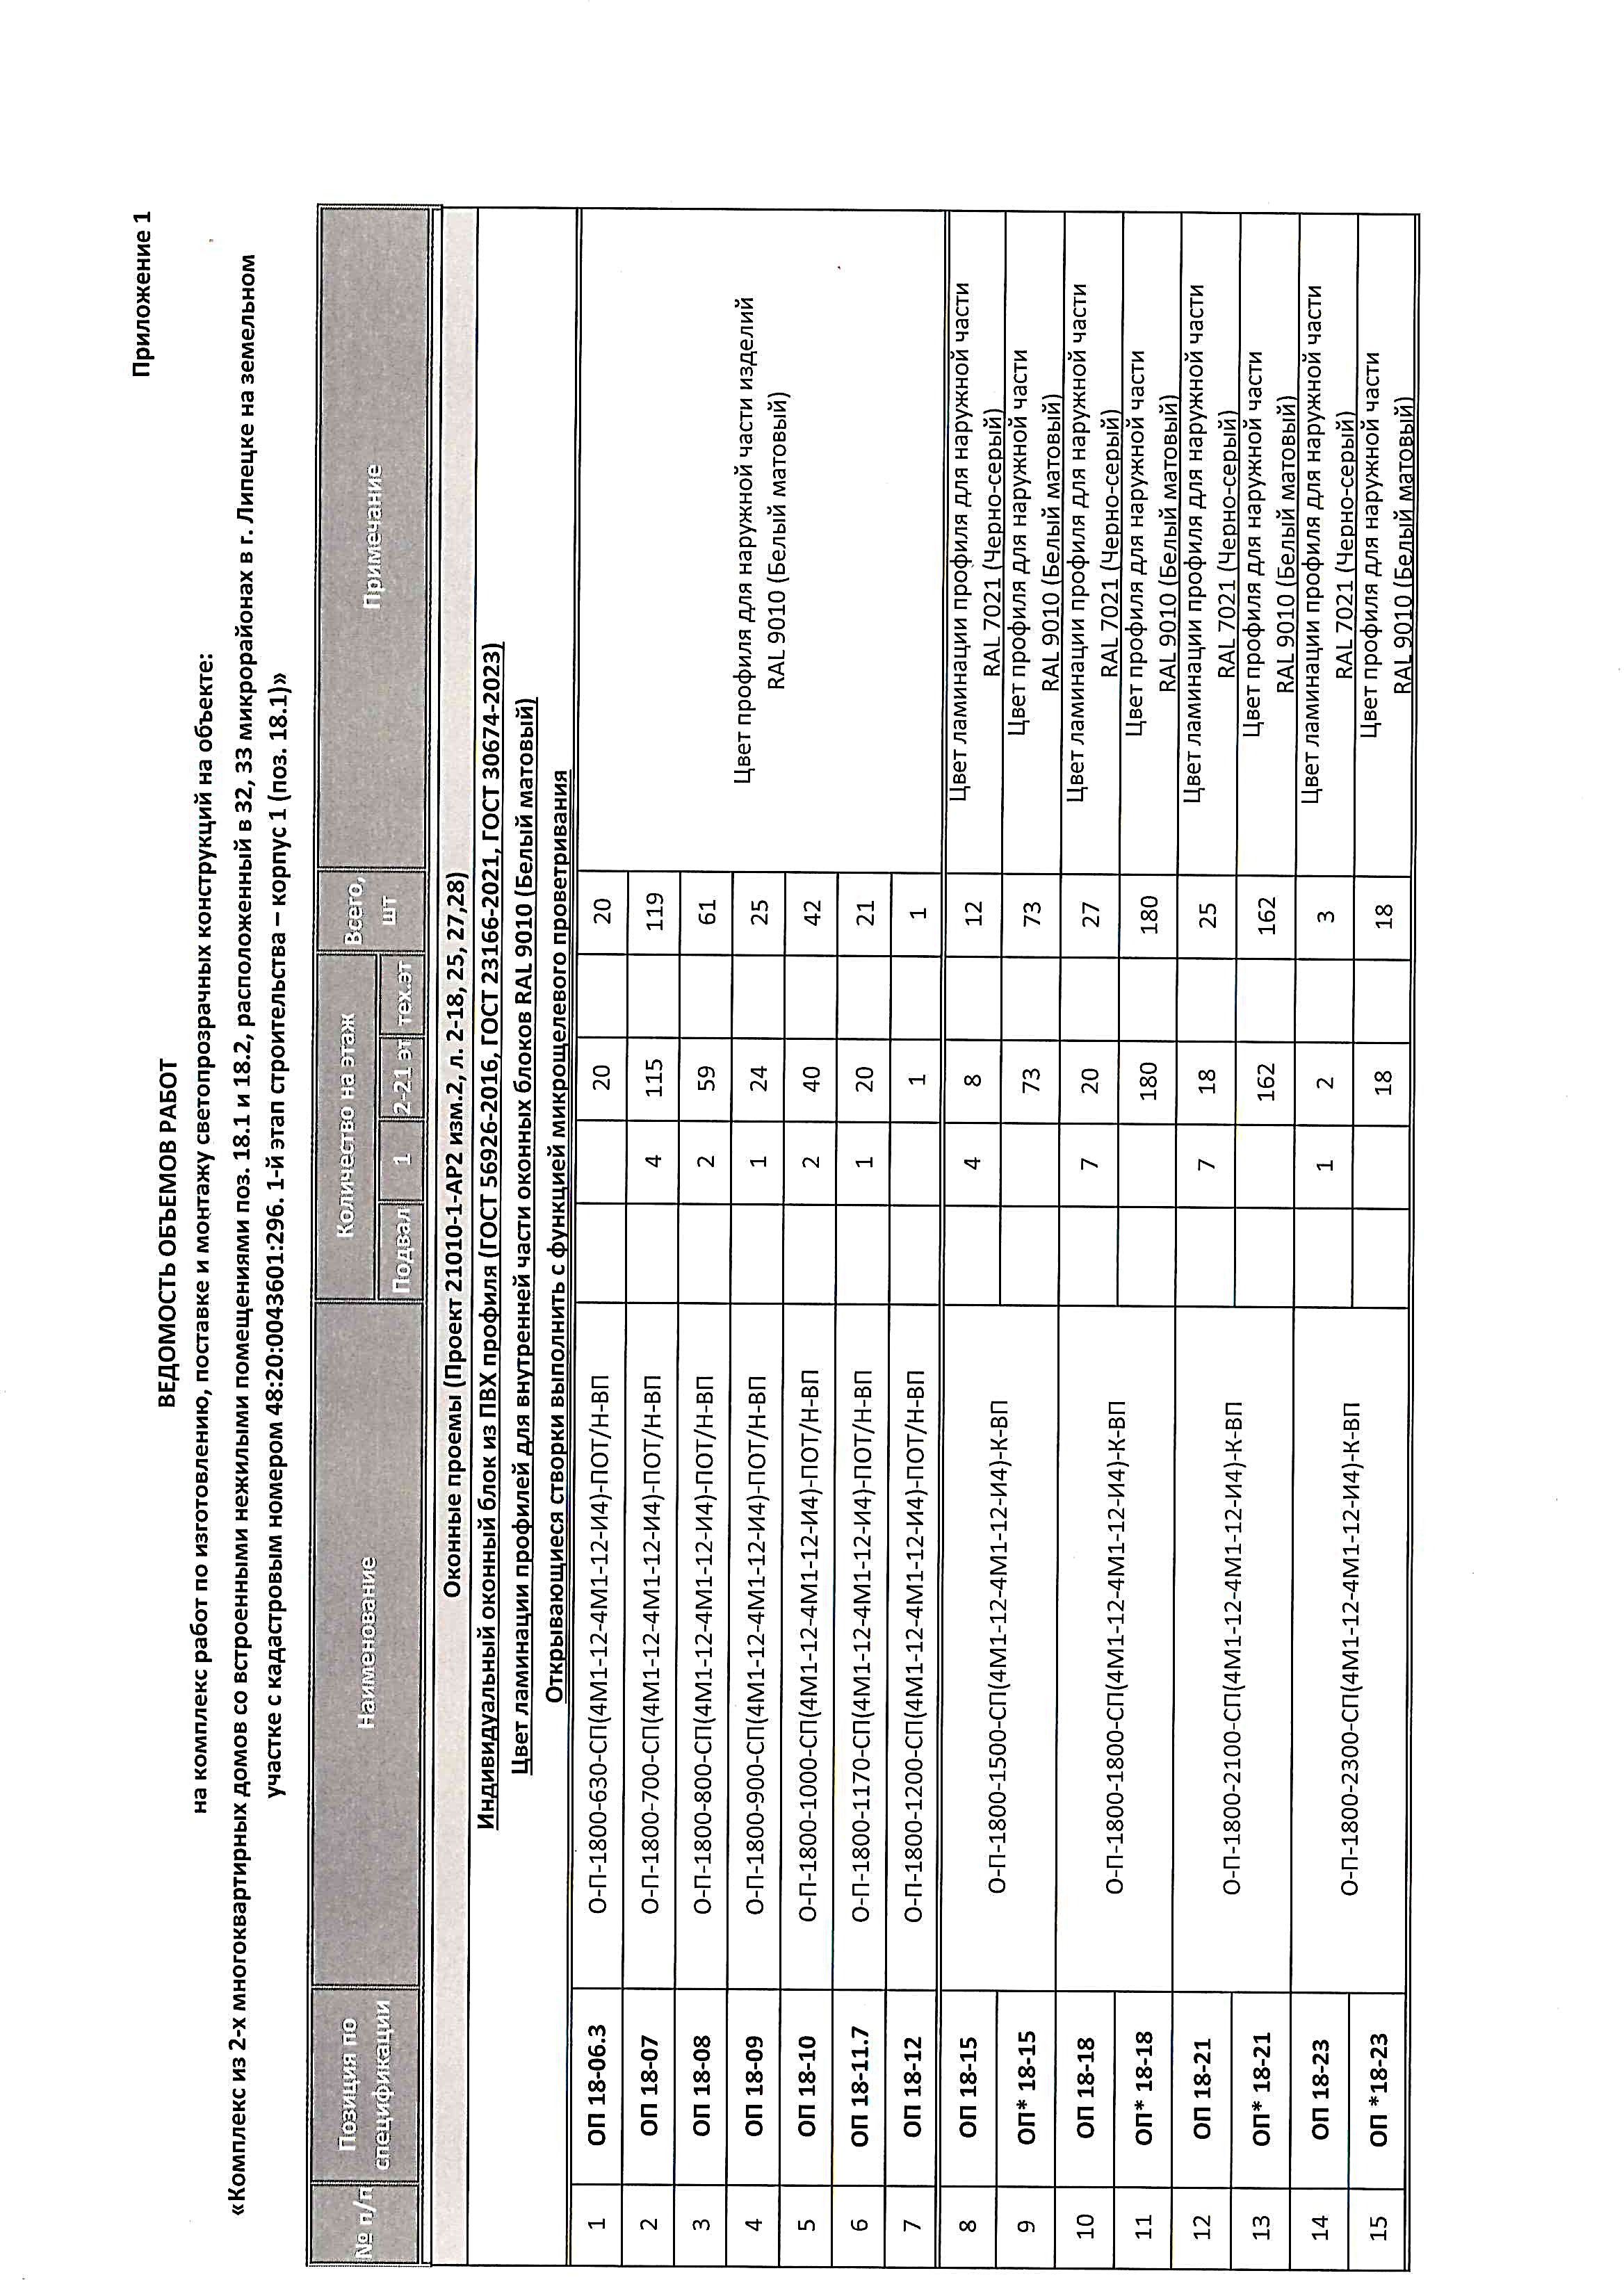 Приложение 1
ВЕДОМОСТЬ ОБЪЕМОВ РАБОТ
на комплекс работ по изготовлению, поставке и монтажу светопрозрачных конструкций на объекте:
«Комплекс из 2-х многоквартирных домов со встроенными нежилыми помещениями поз. 18.1 и 18.2, расположенный в 32, 33 микрорайонах в г. Липецке на земельном
участке с кадастровым номером 48:20:0043601:296. 1-й этап строительства – корпус 1 (поз. 18.1)»
№ п/п Позиция по спецификации Наименование Количество на этаж Всего, шт Примечание
Подвал 1 2-21 эт тех.эт
Оконные проемы (Проект 21010-1-АР2 изм.2, л. 2-18, 25, 27,28)
Индивидуальный оконный блок из ПВХ профиля (ГОСТ 56926-2016, ГОСТ 23166-2021, ГОСТ 30674-2023)
Цвет ламинации профилей для внутренней части оконных блоков RAL 9010 (Белый матовый)
Открывающиеся створки выполнить с функцией микрощелевого проветривания
1 ОП 18-06.3 О-П-1800-630-СП(4М1-12-4М1-12-И4)-ПОТ/Н-ВП 20 20
2 ОП 18-07 О-П-1800-700-СП(4М1-12-4М1-12-И4)-ПОТ/Н-ВП 4 115 119
3 ОП 18-08 О-П-1800-800-СП(4М1-12-4М1-12-И4)-ПОТ/Н-ВП 2 59 61
4 ОП 18-09 О-П-1800-900-СП(4М1-12-4М1-12-И4)-ПОТ/Н-ВП 1 24 25
5 ОП 18-10 О-П-1800-1000-СП(4М1-12-4М1-12-И4)-ПОТ/Н-ВП 2 40 42
6 ОП 18-11.7 О-П-1800-1170-СП(4М1-12-4М1-12-И4)-ПОТ/Н-ВП 1 20 21
7 ОП 18-12 О-П-1800-1200-СП(4М1-12-4М1-12-И4)-ПОТ/Н-ВП 1 1
Цвет профиля для наружной части изделий
RAL 9010 (Белый матовый)
8 ОП 18-15 О-П-1800-1500-СП(4М1-12-4М1-12-И4)-К-ВП 4 8 12 Цвет ламинации профиля для наружной части
RAL 7021 (Черно-серый)
9 ОП* 18-15 73 73 Цвет профиля для наружной части
RAL 9010 (Белый матовый)
10 ОП 18-18 О-П-1800-1800-СП(4М1-12-4М1-12-И4)-К-ВП 7 20 27 Цвет ламинации профиля для наружной части
RAL 7021 (Черно-серый)
11 ОП* 18-18 180 180 Цвет профиля для наружной части
RAL 9010 (Белый матовый)
12 ОП 18-21 О-П-1800-2100-СП(4М1-12-4М1-12-И4)-К-ВП 7 18 25 Цвет ламинации профиля для наружной части
RAL 7021 (Черно-серый)
13 ОП* 18-21 162 162 Цвет профиля для наружной части
RAL 9010 (Белый матовый)
14 ОП 18-23 О-П-1800-2300-СП(4М1-12-4М1-12-И4)-К-ВП 1 2 3 Цвет ламинации профиля для наружной части
RAL 7021 (Черно-серый)
15 ОП *18-23 18 18 Цвет профиля для наружной части
RAL 9010 (Белый матовый)